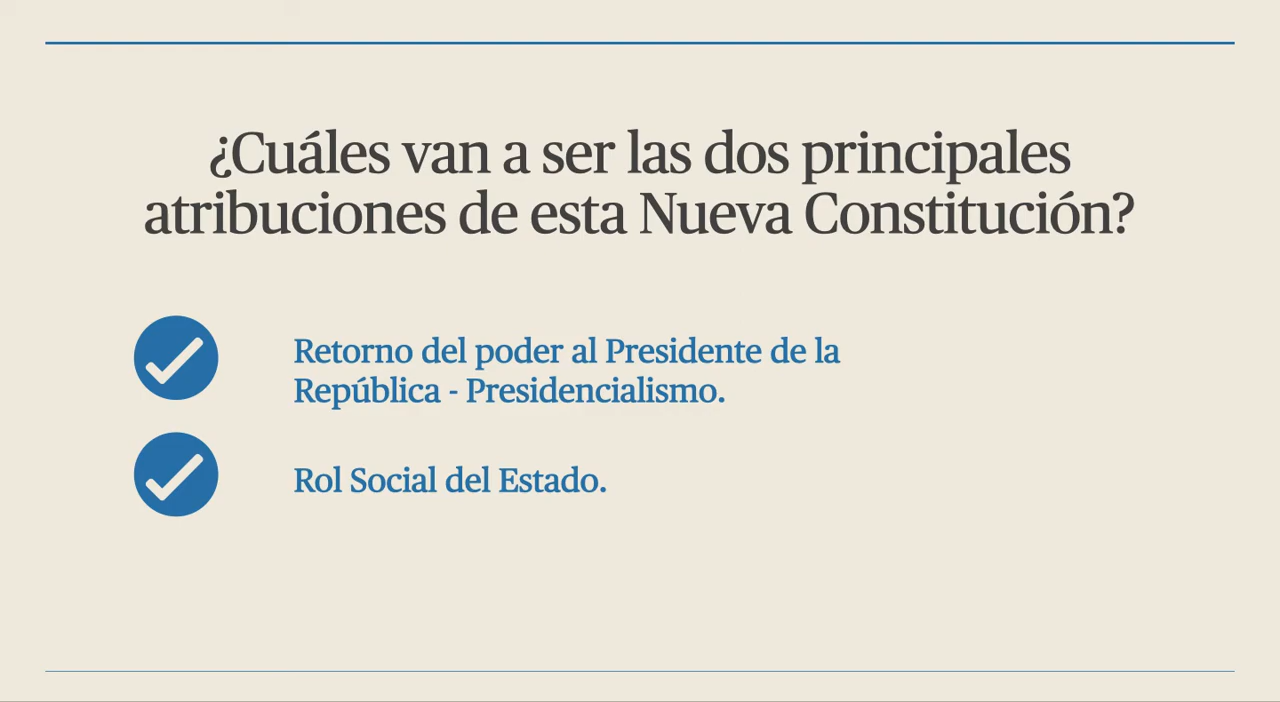 ¿Cuáles van a ser las dos principales
atribuciones de esta Nueva Constitución?
Retorno del poder al Presidente de la
República - Presidencialismo.
Rol Social del Estado.